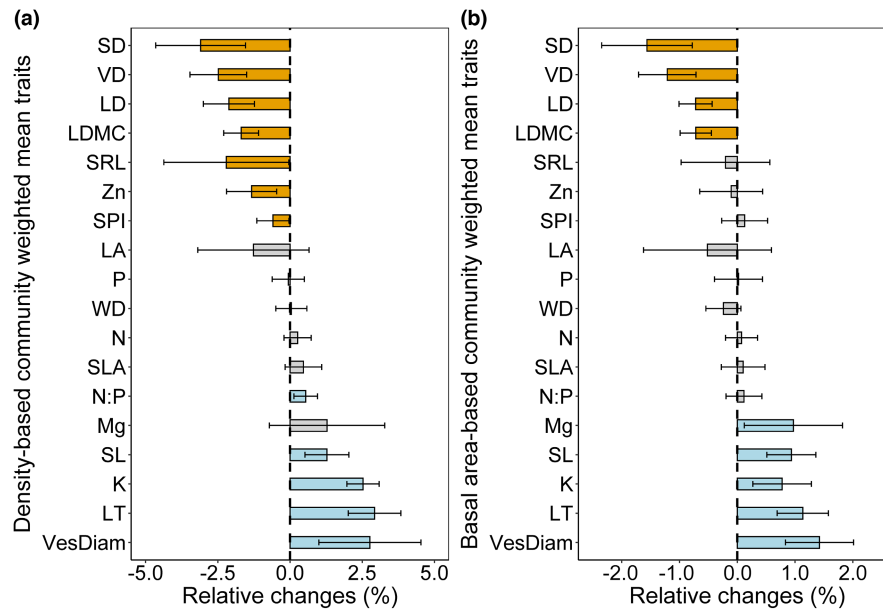 (a)
Density-based community weighted mean traits
SD
VD
LD
LDMC
SRL
Zn
SPI
LA
P
WD
N
SLA
N:P
Mg
SL
K
LT
VesDiam
-5.0 -2.5 0.0 2.5 5.0
Relative changes (%)
(b)
Basal area-based community weighted mean traits
SD
VD
LD
LDMC
SRL
Zn
SPI
LA
P
WD
N
SLA
N:P
Mg
SL
K
LT
VesDiam
-2.0 -1.0 0.0 1.0 2.0
Relative changes (%)